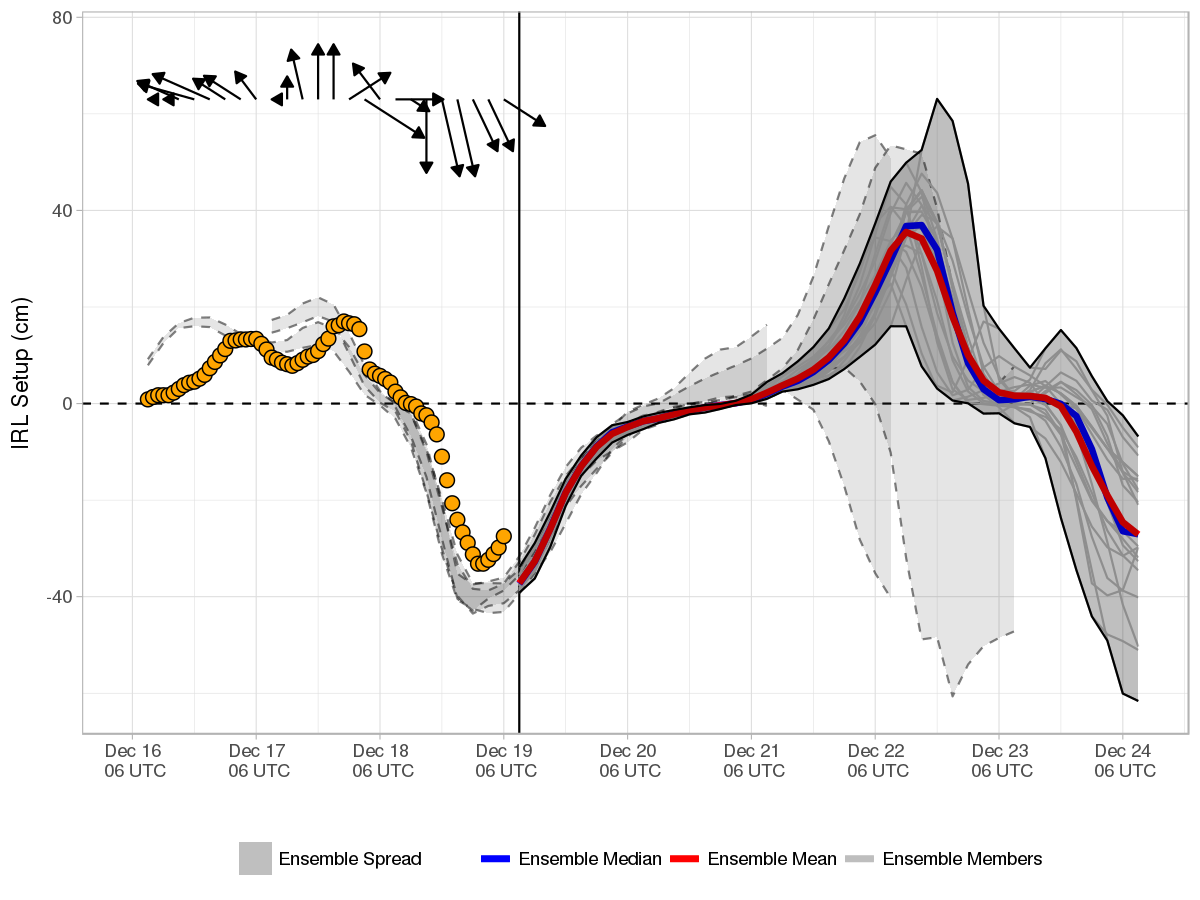 80
40
0
-40
IRL Setup (cm)
Dec 16 Dec 17 Dec 18 Dec 19 Dec 20 Dec 21 Dec 22 Dec 23 Dec 24
06 UTC 06 UTC 06 UTC 06 UTC 06 UTC 06 UTC 06 UTC 06 UTC 06 UTC
Ensemble Spread Ensemble Median Ensemble Mean Ensemble Members